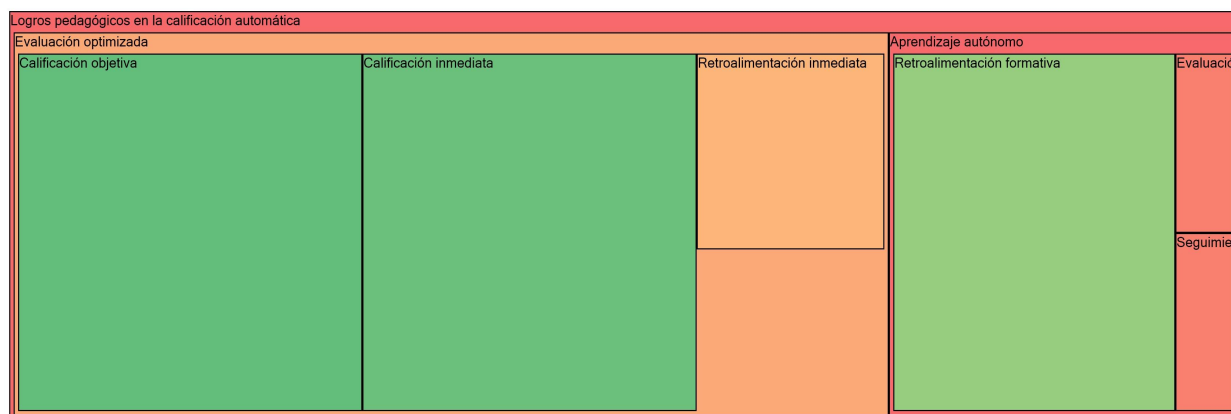 Logros pedagógicos en la calificación automática
Evaluación optimizada
Aprendizaje autónomo
Calificación objetiva
Calificación inmediata
Retroalimentación inmediata
Retroalimentación formativa